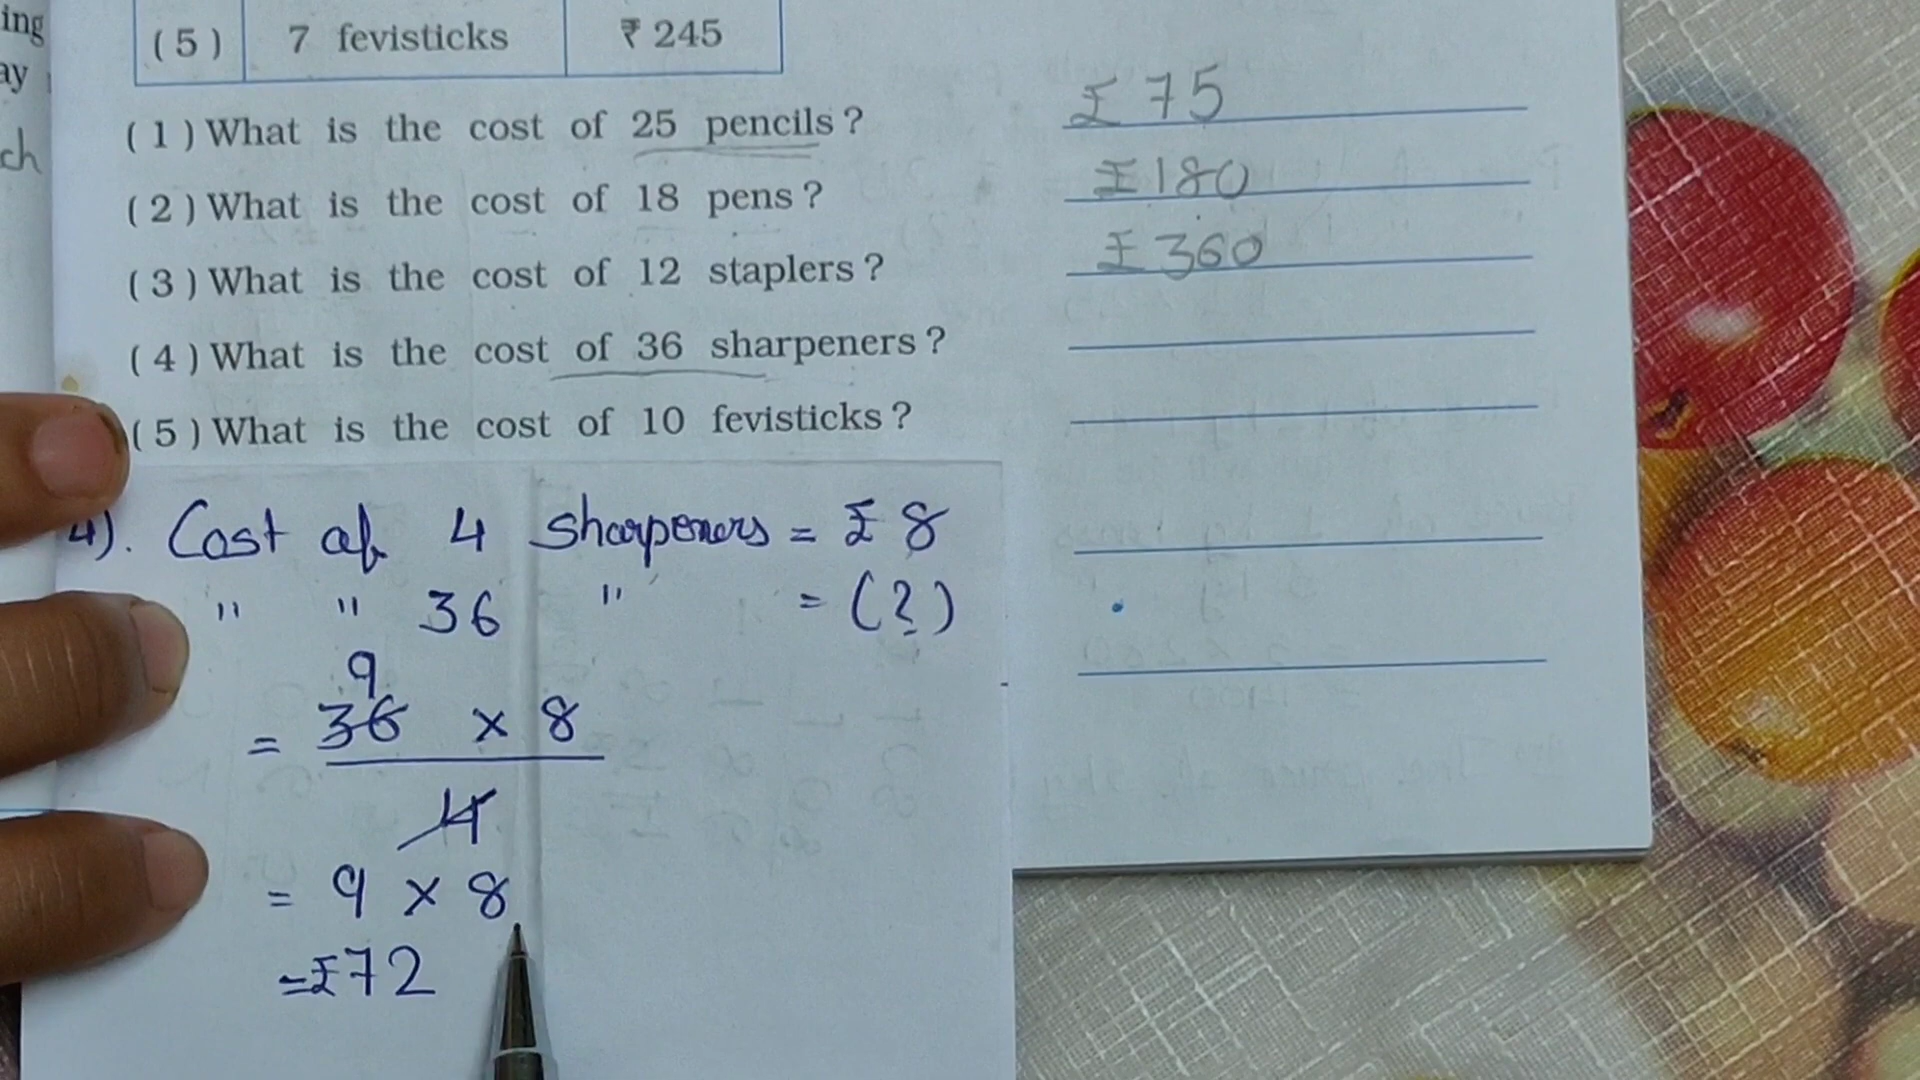 ing
ay
ch
( 5 ) 7 fevisticks ₹ 245
( 1 ) What is the cost of 25 pencils ? ₹ 75
( 2 ) What is the cost of 18 pens ? ₹ 180
( 3 ) What is the cost of 12 staplers ? ₹ 360
( 4 ) What is the cost of 36 sharpeners ?
( 5 ) What is the cost of 10 fevisticks ?
4). Cost of 4 sharpeners = ₹ 8
" " 36 " = (?)
9
= 36 × 8
4
= 9 × 8
= ₹72